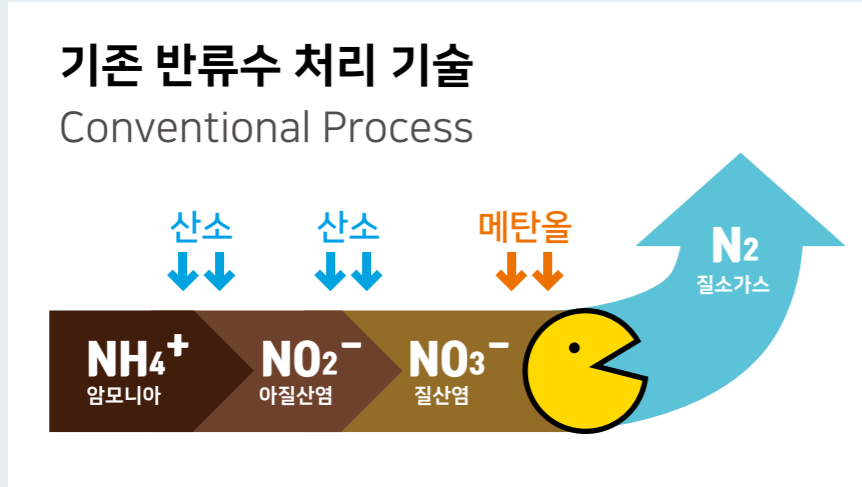 기존 반류수 처리 기술
Conventional Process
산소 산소 메탄올
N2
질소가스
NH4+ NO2− NO3−
암모니아 아질산염 질산염